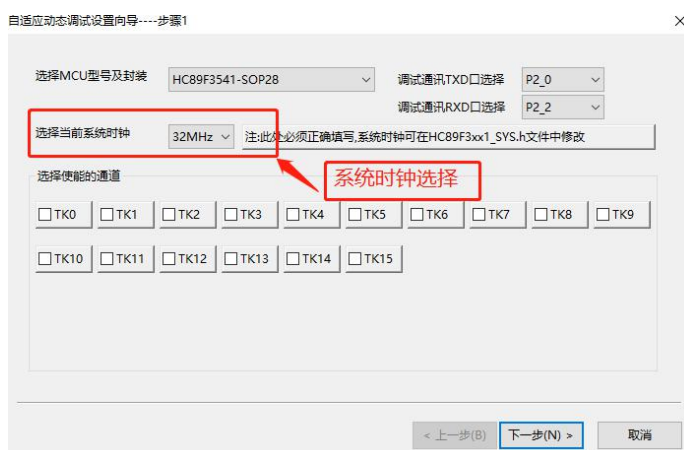 自适应动态调试设置向导----步骤1
选择MCU型号及封装 HC89F3541-SOP28 调试通讯TXD口选择 P2_0
调试通讯RXD口选择 P2_2
选择当前系统时钟 32MHz 注:此处必须正确填写,系统时钟可在HC89F3xx1_SYS.h文件中修改
系统时钟选择
选择使能的通道
TK0 TK1 TK2 TK3 TK4 TK5 TK6 TK7 TK8 TK9
TK10 TK11 TK12 TK13 TK14 TK15
< 上一步(B) 下一步(N) > 取消